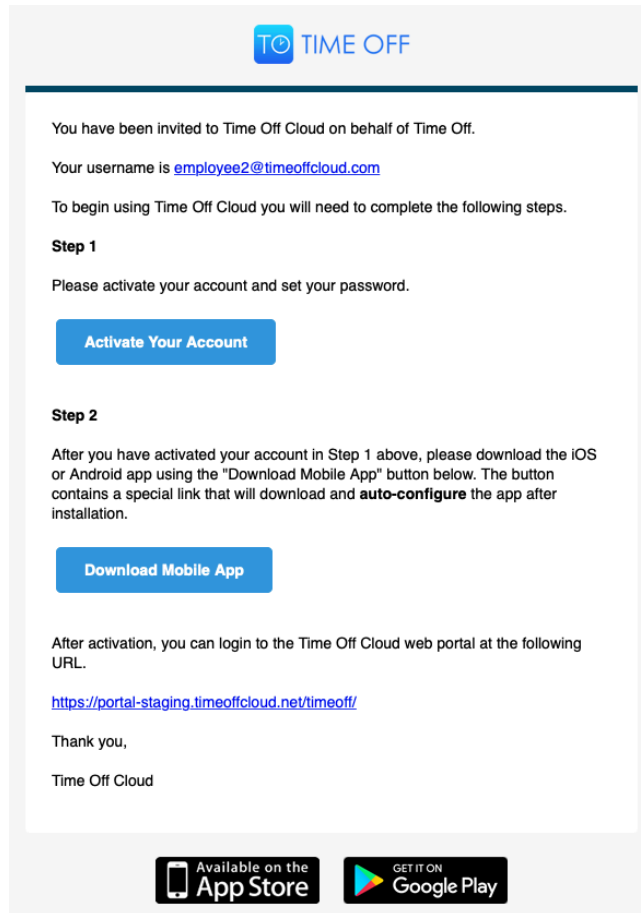 TO TIME OFF
You have been invited to Time Off Cloud on behalf of Time Off.
Your username is employee2@timeoffcloud.com
To begin using Time Off Cloud you will need to complete the following steps.
Step 1
Please activate your account and set your password.
Activate Your Account
Step 2
After you have activated your account in Step 1 above, please download the iOS
or Android app using the "Download Mobile App" button below. The button
contains a special link that will download and auto-configure the app after
installation.
Download Mobile App
After activation, you can login to the Time Off Cloud web portal at the following
URL.
https://portal-staging.timeoffcloud.net/timeoff/
Thank you,
Time Off Cloud
Available on the
App Store
GET IT ON
Google Play